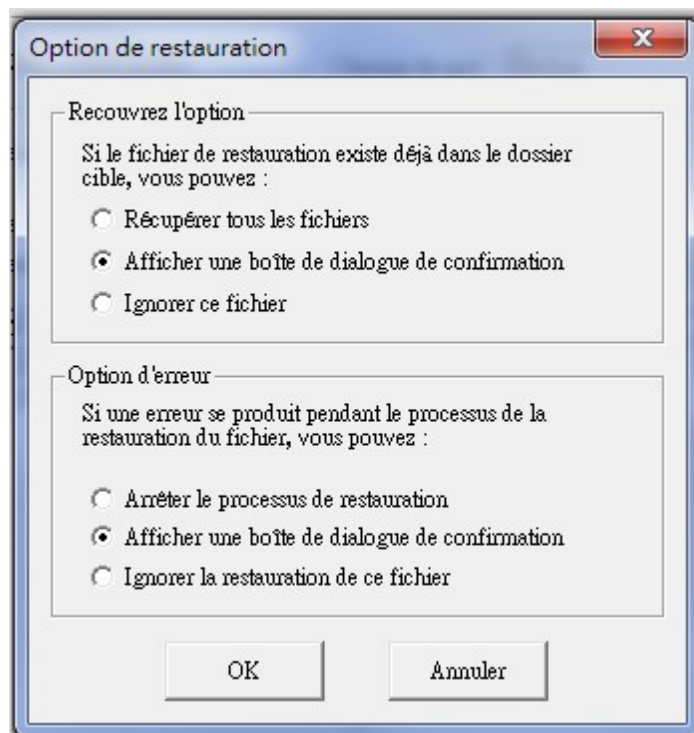 Option de restauration
Recouvrez l'option
Si le fichier de restauration existe déjà dans le dossier
cible, vous pouvez :
Récupérer tous les fichiers
Afficher une boîte de dialogue de confirmation
Ignorer ce fichier
Option d'erreur
Si une erreur se produit pendant le processus de la
restauration du fichier, vous pouvez :
Arrêter le processus de restauration
Afficher une boîte de dialogue de confirmation
Ignorer la restauration de ce fichier
OK
Annuler